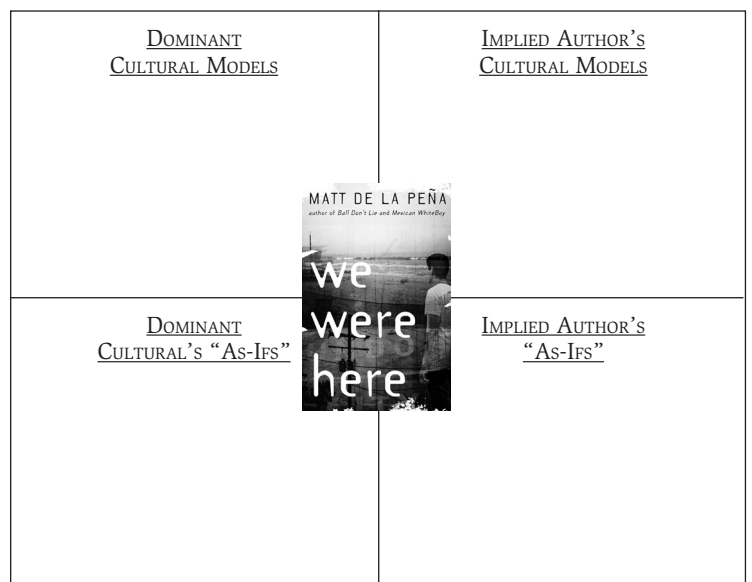 Dominant
Cultural Models
Implied Author's
Cultural Models
MATT DE LA PEÑA
author of Ball Don't Lie and Mexican WhiteBoy
we
were
here
Dominant
Cultural's “As-Ifs”
Implied Author's
“As-Ifs”